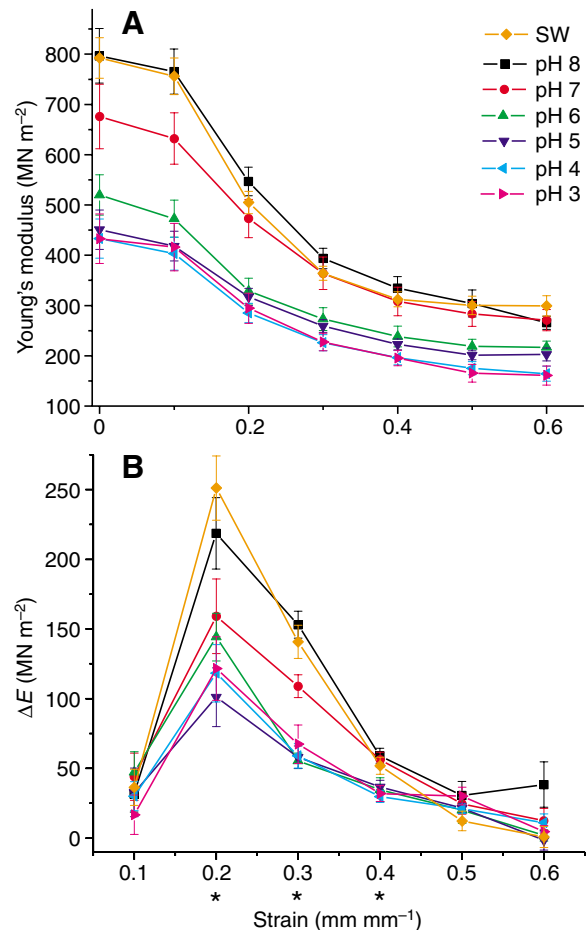 A
SW
pH 8
pH 7
pH 6
pH 5
pH 4
pH 3
Young's modulus (MN m⁻²)
800
700
600
500
400
300
200
100
0
0.2
0.4
0.6
B
ΔE (MN m⁻²)
250
200
150
100
50
0
0.1
0.2
0.3
0.4
0.5
0.6
* * *
Strain (mm mm⁻¹)